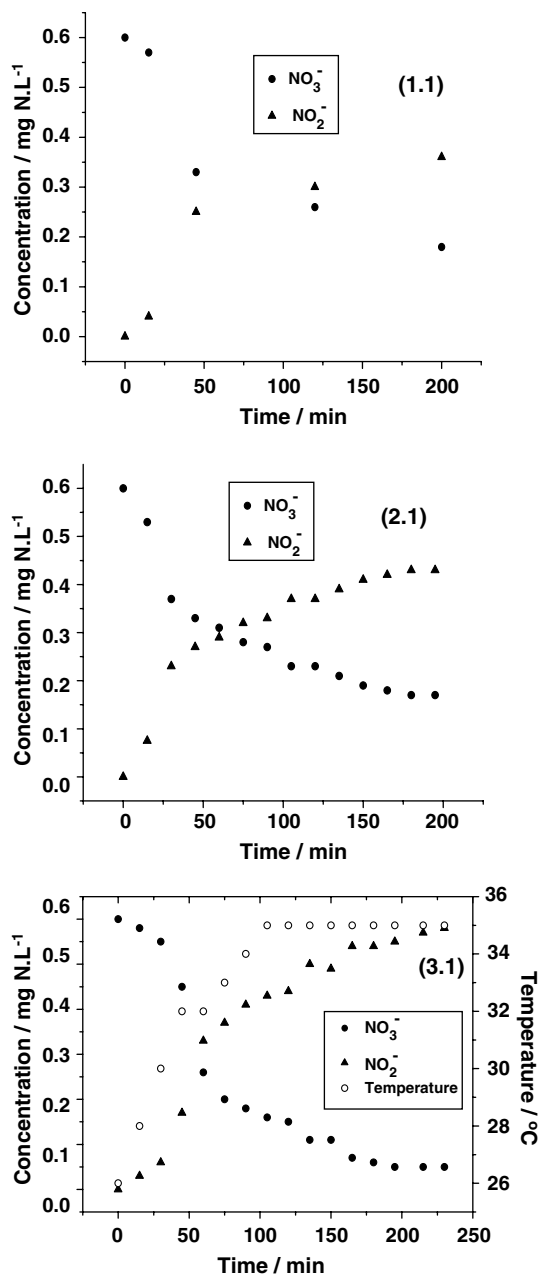 0.6
0.5
0.4
0.3
0.2
0.1
0.0
Concentration / mg N.L⁻¹
NO₃⁻
NO₂⁻
(1.1)
0 50 100 150 200
Time / min
0.6
0.5
0.4
0.3
0.2
0.1
0.0
Concentration / mg N.L⁻¹
NO₃⁻
NO₂⁻
(2.1)
0 50 100 150 200
Time / min
0.6
0.5
0.4
0.3
0.2
0.1
0.0
Concentration / mg N.L⁻¹
(3.1)
NO₃⁻
NO₂⁻
Temperature
36
34
32
30
28
26
Temperature / ºC
0 50 100 150 200 250
Time / min